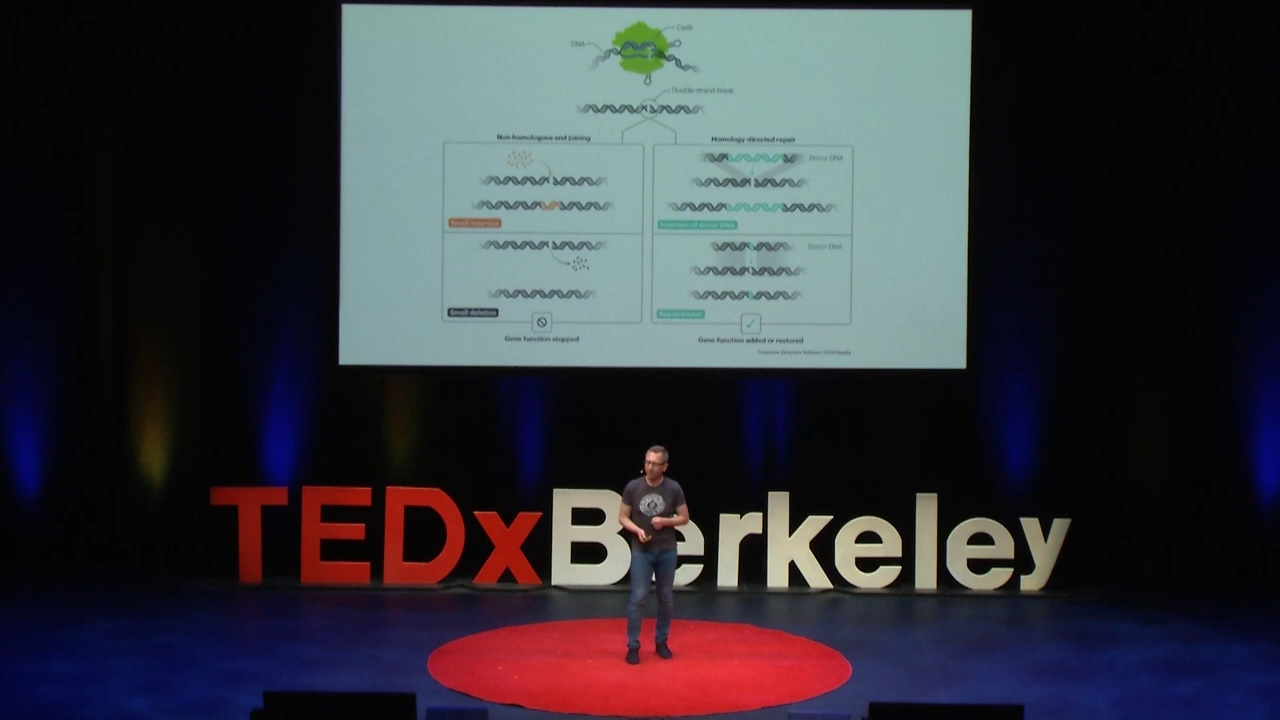 Cas9
DNA
Double-strand break
Non-homologous end joining
Homology-directed repair
Donor DNA
Small insertion
Insertion of donor DNA
Donor DNA
Small deletion
Replacement
Gene function stopped
Gene function added or restored
TEDxBerkeley